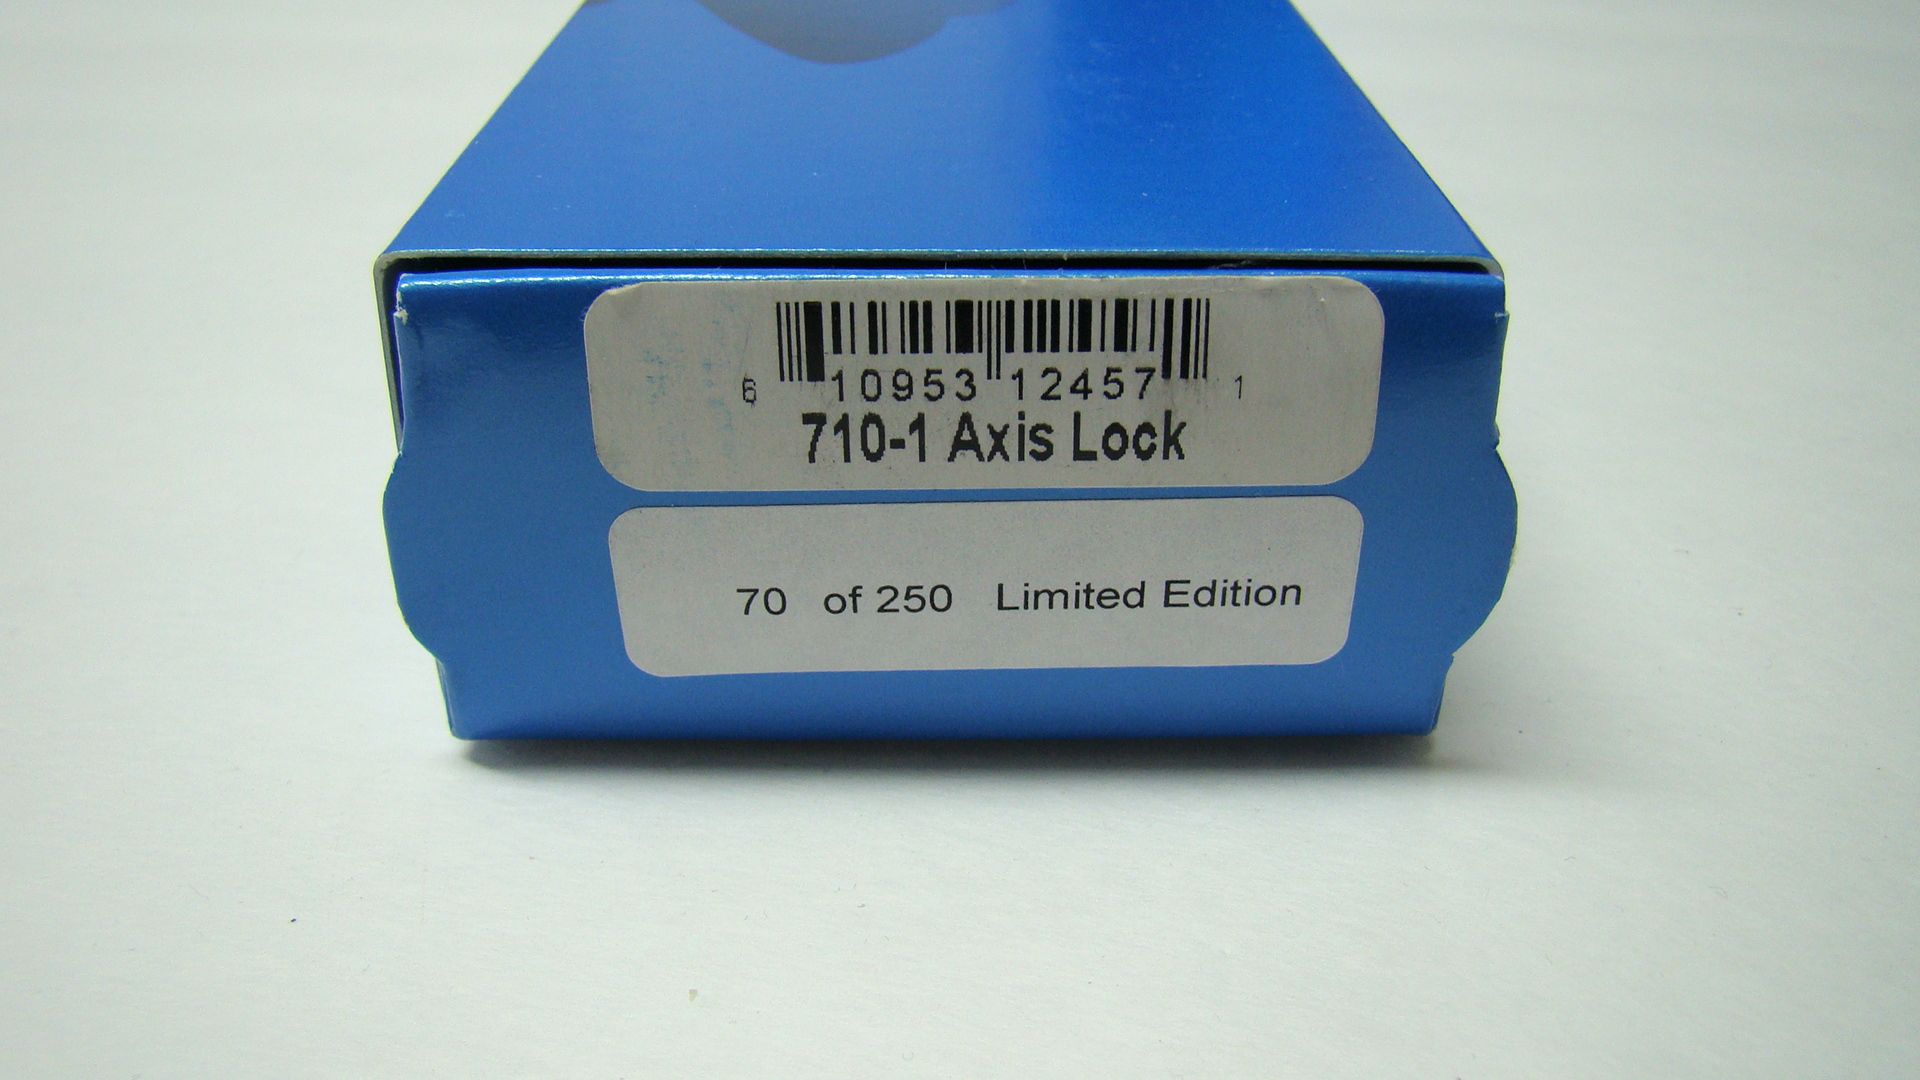 6 10953 12457 1
710-1 Axis Lock
70 of 250 Limited Edition